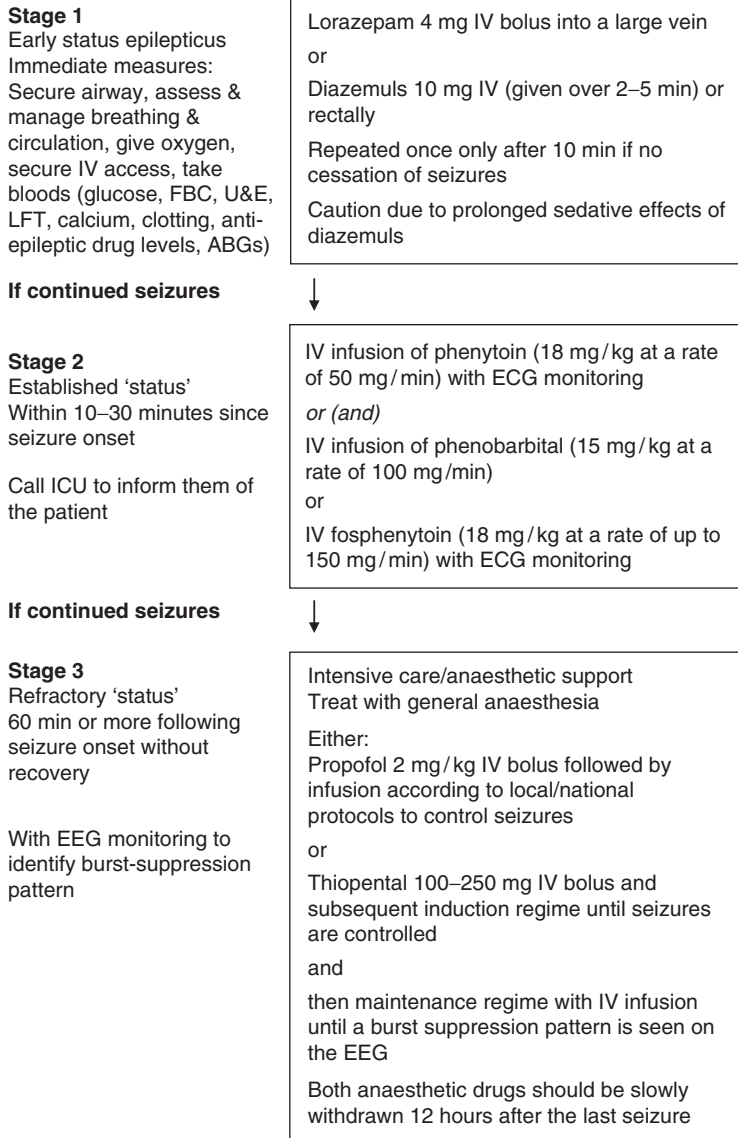 Stage 1
Early status epilepticus
Immediate measures:
Secure airway, assess &
manage breathing &
circulation, give oxygen,
secure IV access, take
bloods (glucose, FBC, U&E,
LFT, calcium, clotting, anti-
epileptic drug levels, ABGs)
Lorazepam 4 mg IV bolus into a large vein
or
Diazemuls 10 mg IV (given over 2–5 min) or
rectally
Repeated once only after 10 min if no
cessation of seizures
Caution due to prolonged sedative effects of
diazemuls
If continued seizures
Stage 2
Established 'status'
Within 10–30 minutes since
seizure onset
Call ICU to inform them of
the patient
IV infusion of phenytoin (18 mg/kg at a rate
of 50 mg/min) with ECG monitoring
or (and)
IV infusion of phenobarbital (15 mg/kg at a
rate of 100 mg/min)
or
IV fosphenytoin (18 mg/kg at a rate of up to
150 mg/min) with ECG monitoring
If continued seizures
Stage 3
Refractory 'status'
60 min or more following
seizure onset without
recovery
With EEG monitoring to
identify burst-suppression
pattern
Intensive care/anaesthetic support
Treat with general anaesthesia
Either:
Propofol 2 mg/kg IV bolus followed by
infusion according to local/national
protocols to control seizures
or
Thiopental 100–250 mg IV bolus and
subsequent induction regime until seizures
are controlled
and
then maintenance regime with IV infusion
until a burst suppression pattern is seen on
the EEG
Both anaesthetic drugs should be slowly
withdrawn 12 hours after the last seizure